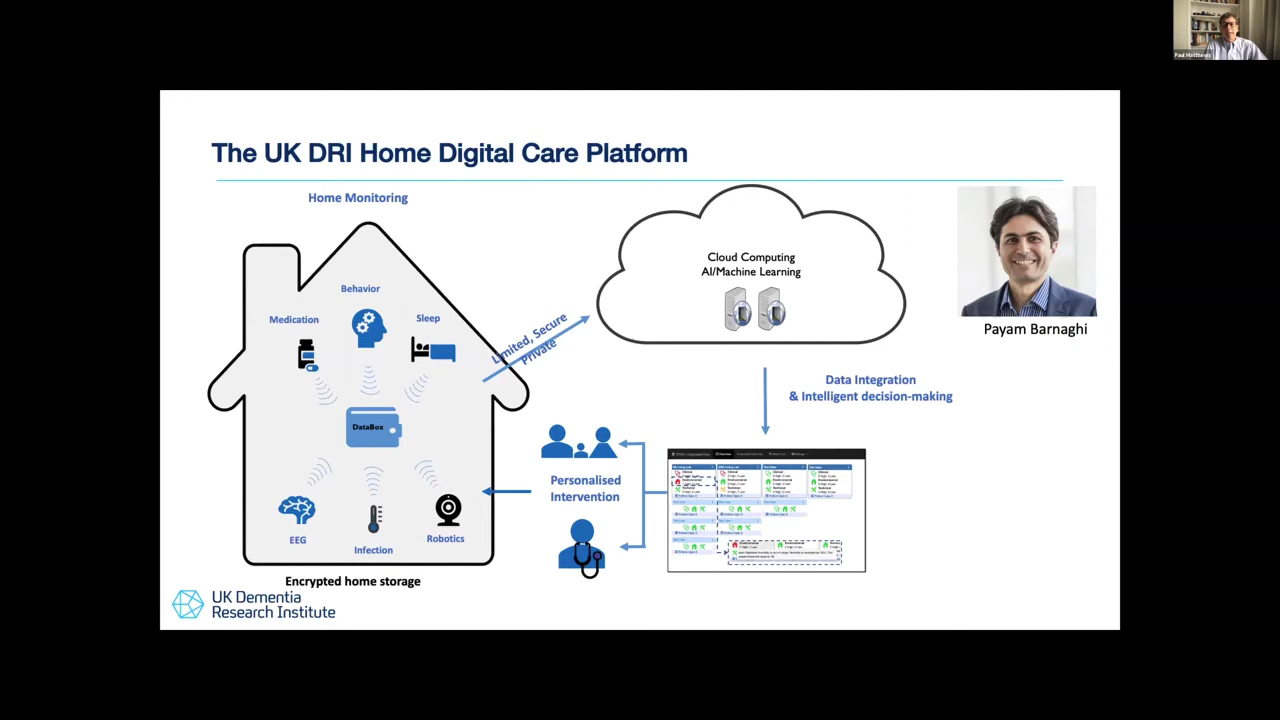 Paul Matthews
The UK DRI Home Digital Care Platform
Home Monitoring
Behavior
Medication
Sleep
DataBox
EEG
Infection
Robotics
Encrypted home storage
Limited, Secure
Private
Cloud Computing
AI/Machine Learning
Payam Barnaghi
Data Integration
& Intelligent decision-making
Personalised
Intervention
UK Dementia
Research Institute